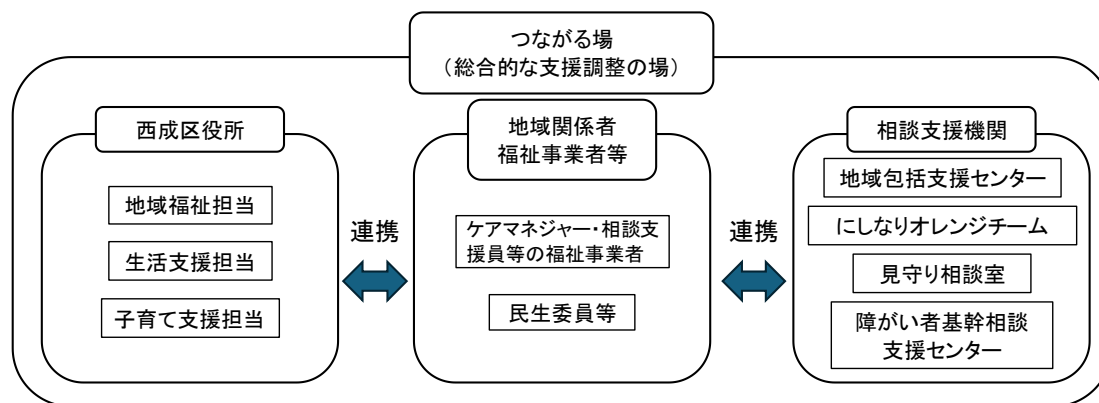 つながる場
（総合的な支援調整の場）
西成区役所
地域福祉担当
生活支援担当
子育て支援担当
連携
地域関係者
福祉事業者等
ケアマネジャー・相談支
援員等の福祉事業者
民生委員等
連携
相談支援機関
地域包括支援センター
にしなりオレンジチーム
見守り相談室
障がい者基幹相談
支援センター